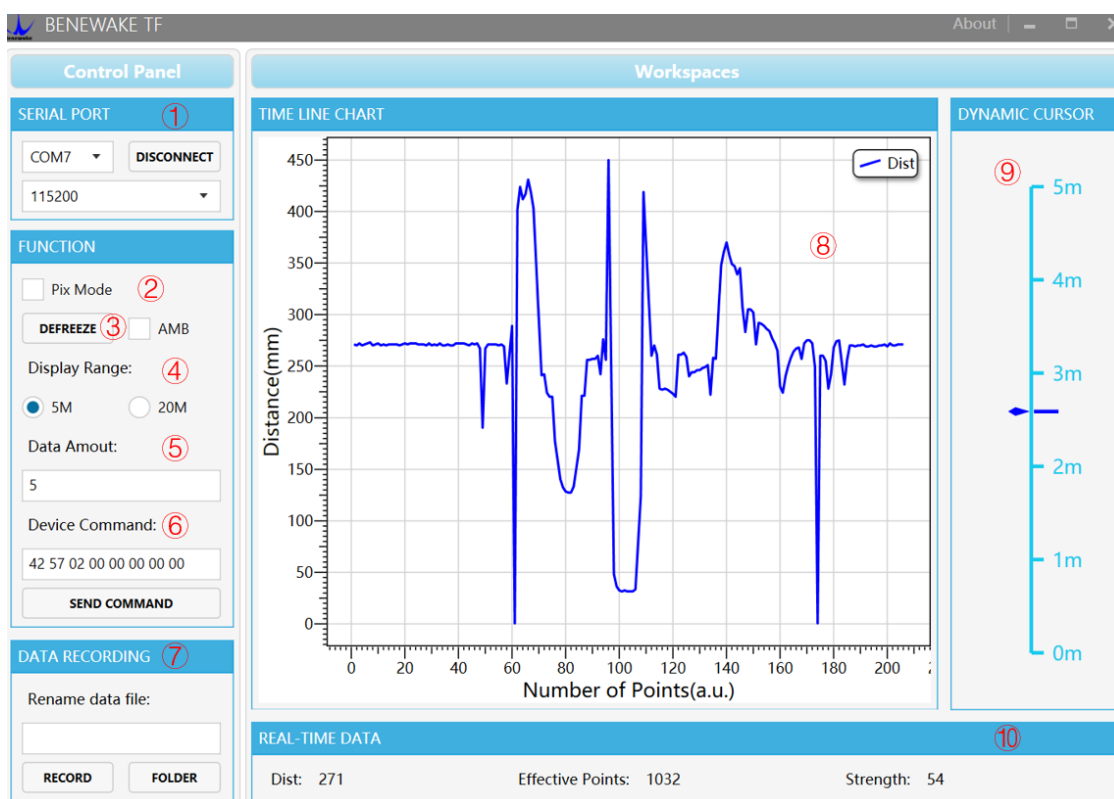 BENEWAKE TF
About
Control Panel
Workspaces
SERIAL PORT ①
COM7 DISCONNECT
115200
FUNCTION
Pix Mode ②
DEFREEZE ③ AMB
Display Range: ④
5M 20M
Data Amout: ⑤
5
Device Command: ⑥
42 57 02 00 00 00 00 00
SEND COMMAND
DATA RECORDING ⑦
Rename data file:
RECORD FOLDER
TIME LINE CHART
Dist
⑧
Distance(mm)
450
400
350
300
250
200
150
100
50
0
0 20 40 60 80 100 120 140 160 180 200
Number of Points(a.u.)
DYNAMIC CURSOR
⑨
5m
4m
3m
2m
1m
0m
REAL-TIME DATA ⑩
Dist: 271 Effective Points: 1032 Strength: 54